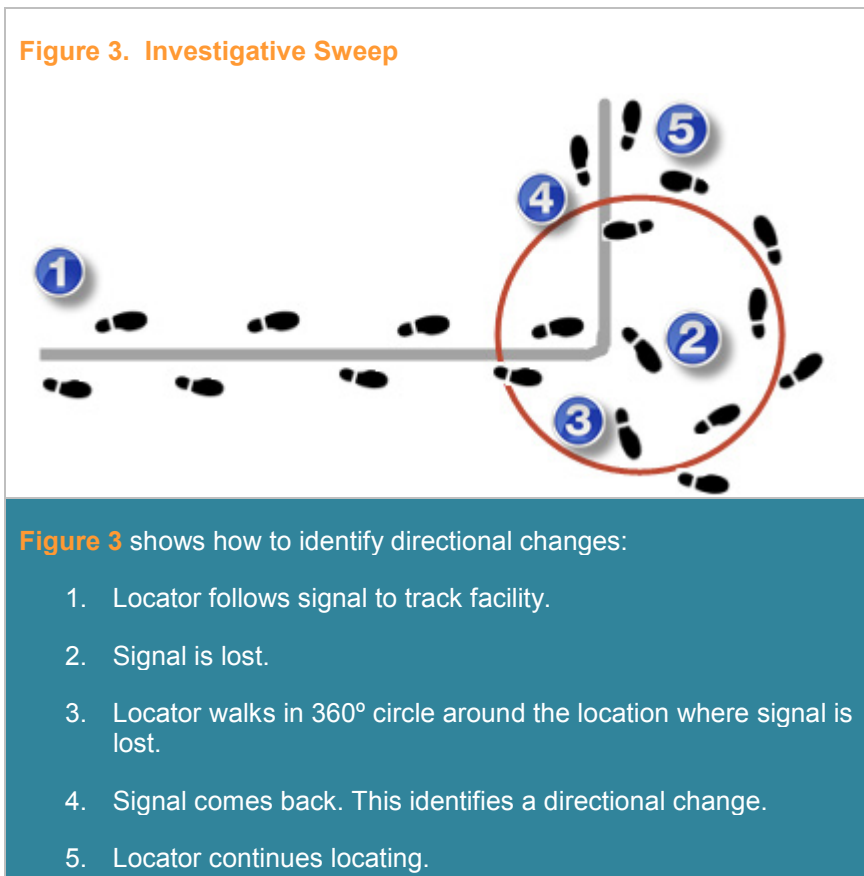 Figure 3. Investigative Sweep
5
4
1
2
3
Figure 3 shows how to identify directional changes:
1. Locator follows signal to track facility.
2. Signal is lost.
3. Locator walks in 360º circle around the location where signal is
lost.
4. Signal comes back. This identifies a directional change.
5. Locator continues locating.